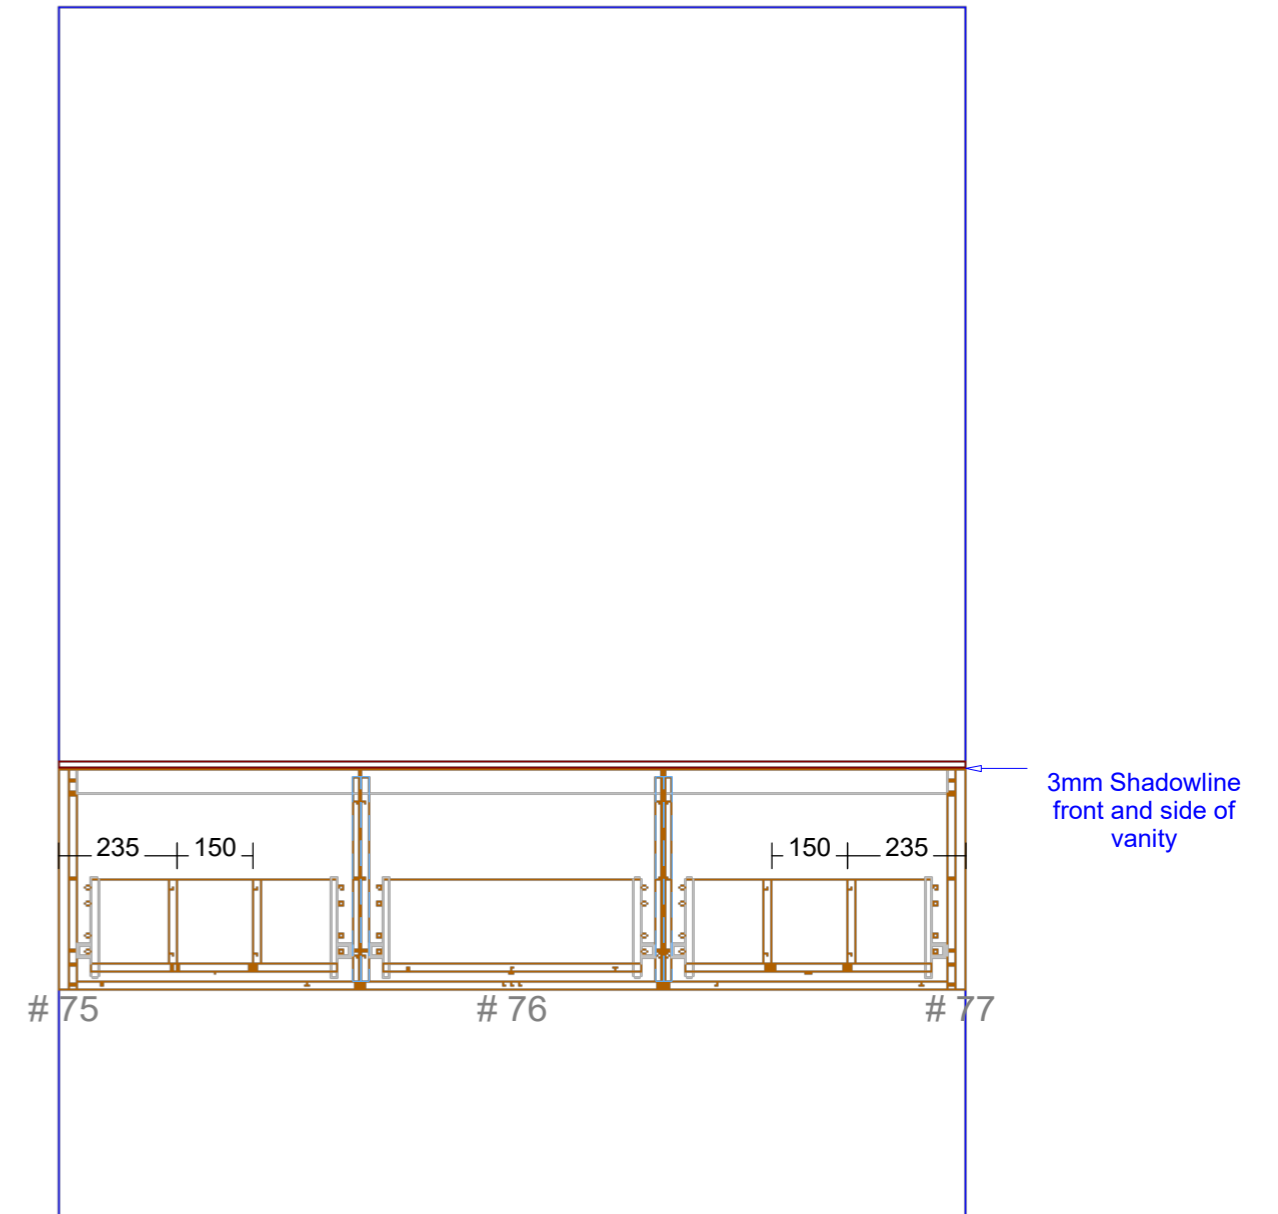 3mm Shadowline
front and side of
vanity
235 150 150 235
# 75 # 76 # 77